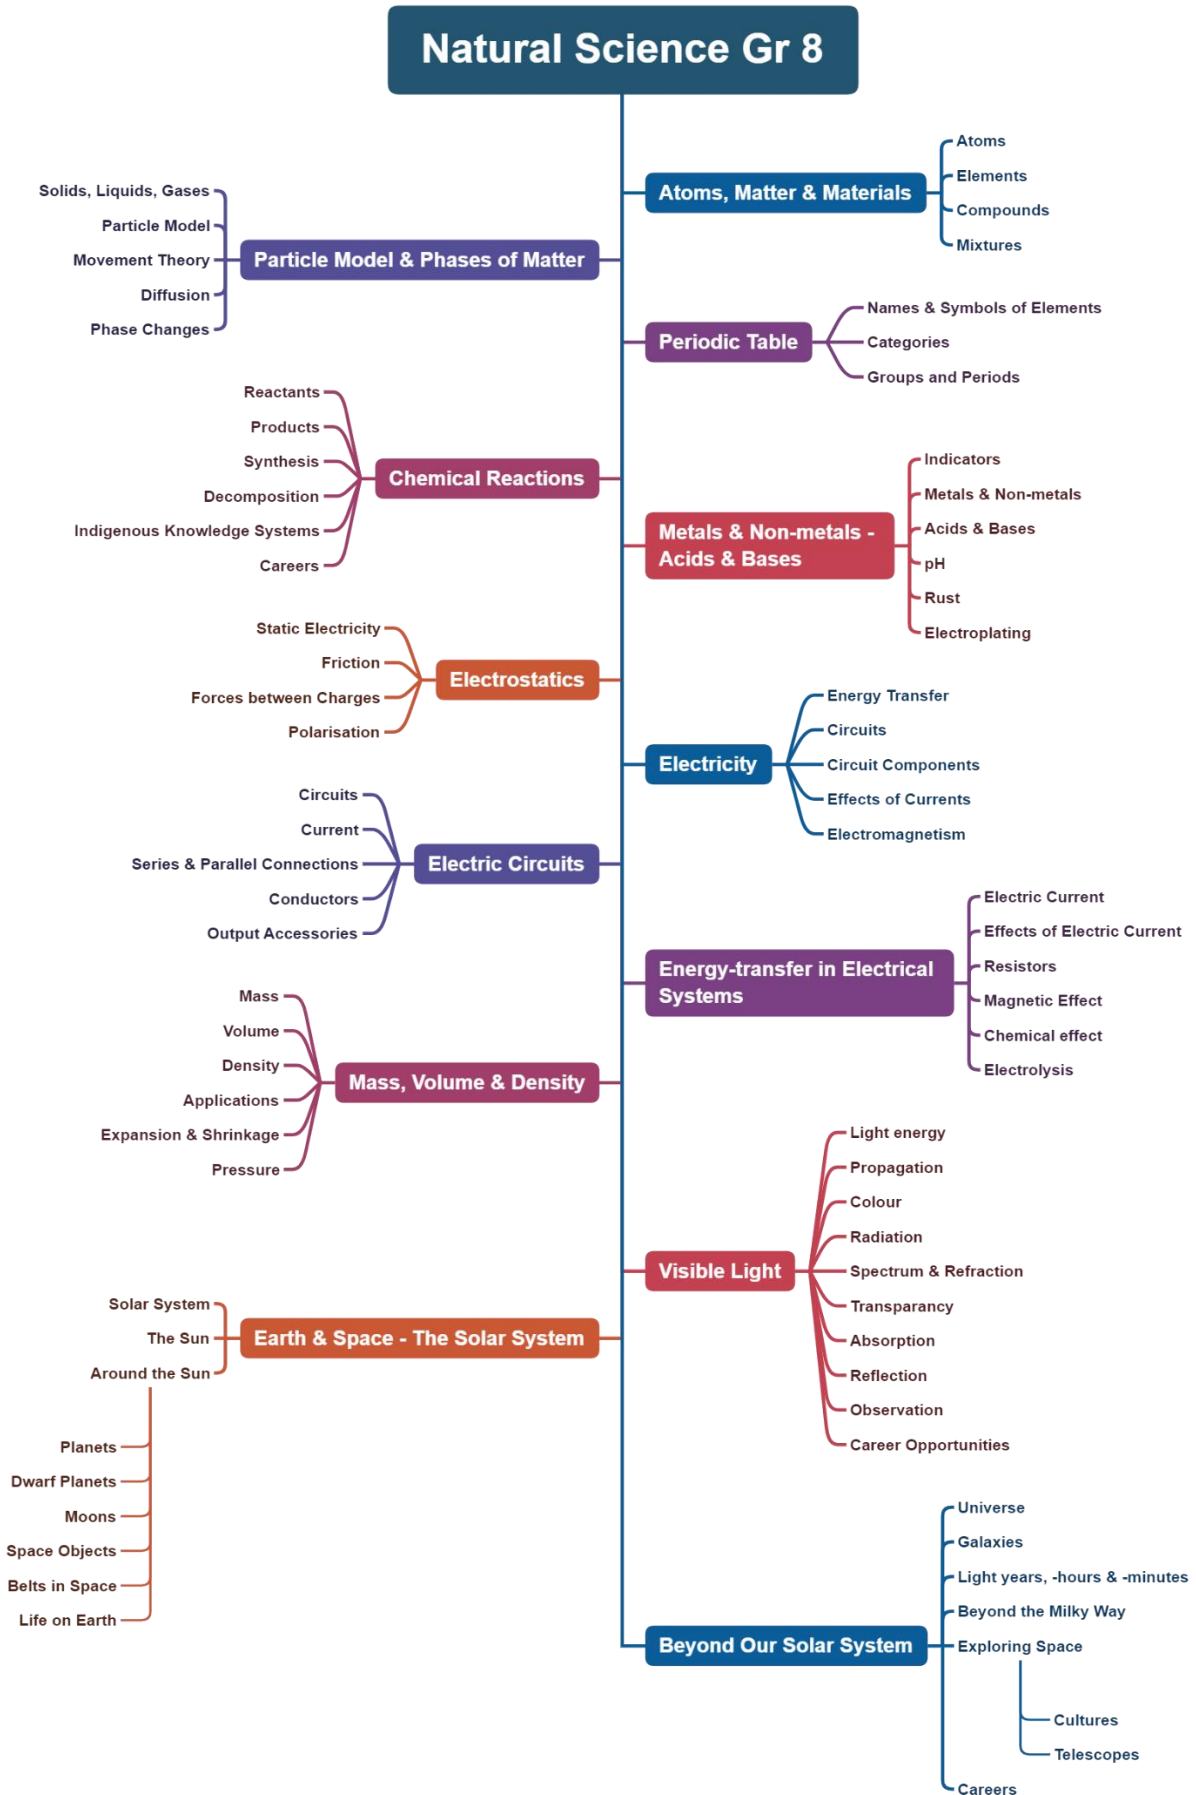 Natural Science Gr 8
Atoms, Matter & Materials
Atoms
Elements
Compounds
Mixtures
Particle Model & Phases of Matter
Solids, Liquids, Gases
Particle Model
Movement Theory
Diffusion
Phase Changes
Periodic Table
Names & Symbols of Elements
Categories
Groups and Periods
Chemical Reactions
Reactants
Products
Synthesis
Decomposition
Indigenous Knowledge Systems
Careers
Metals & Non-metals -
Acids & Bases
Indicators
Metals & Non-metals
Acids & Bases
pH
Rust
Electroplating
Electrostatics
Static Electricity
Friction
Forces between Charges
Polarisation
Electricity
Energy Transfer
Circuits
Circuit Components
Effects of Currents
Electromagnetism
Electric Circuits
Circuits
Current
Series & Parallel Connections
Conductors
Output Accessories
Energy-transfer in Electrical
Systems
Electric Current
Effects of Electric Current
Resistors
Magnetic Effect
Chemical effect
Electrolysis
Mass, Volume & Density
Mass
Volume
Density
Applications
Expansion & Shrinkage
Pressure
Visible Light
Light energy
Propagation
Colour
Radiation
Spectrum & Refraction
Transparancy
Absorption
Reflection
Observation
Career Opportunities
Earth & Space - The Solar System
Solar System
The Sun
Around the Sun
Planets
Dwarf Planets
Moons
Space Objects
Belts in Space
Life on Earth
Beyond Our Solar System
Universe
Galaxies
Light years, -hours & -minutes
Beyond the Milky Way
Exploring Space
Cultures
Telescopes
Careers